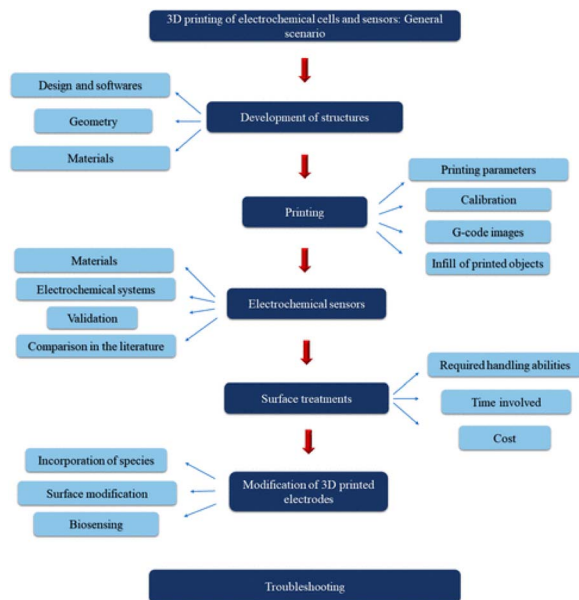 3D printing of electrochemical cells and sensors: General
scenario
Design and softwares
Geometry
Materials
Development of structures
Printing
Printing parameters
Calibration
G-code images
Infill of printed objects
Materials
Electrochemical systems
Validation
Comparison in the literature
Electrochemical sensors
Surface treatments
Required handling abilities
Time involved
Cost
Incorporation of species
Surface modification
Biosensing
Modification of 3D printed
electrodes
Troubleshooting